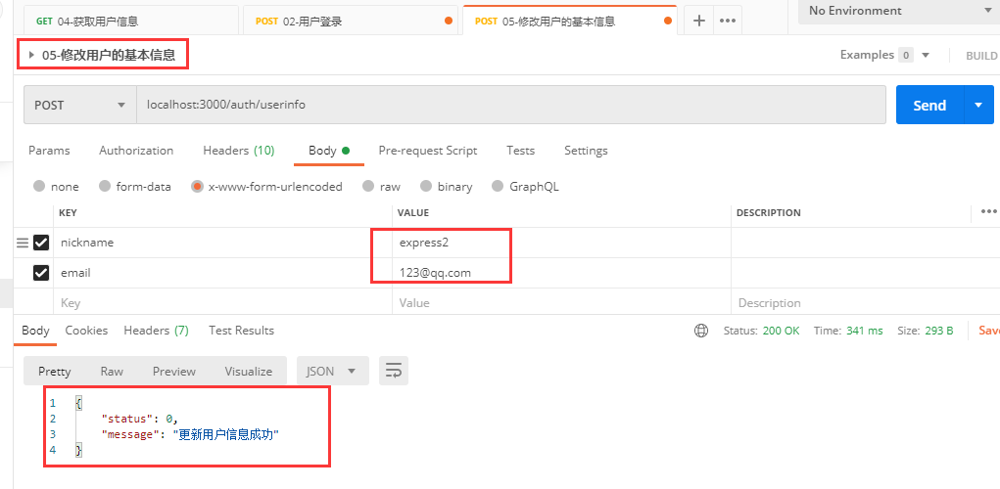 GET 04-获取用户信息 POST 02-用户登录 POST 05-修改用户的基本信息 + ••• No Environment
05-修改用户的基本信息 Examples 0 BUILD
POST localhost:3000/auth/userinfo Send
Params Authorization Headers (10) Body Pre-request Script Tests Settings
none form-data x-www-form-urlencoded raw binary GraphQL
KEY VALUE DESCRIPTION •••
nickname express2
email 123@qq.com
Key Value Description
Body Cookies Headers (7) Test Results Status: 200 OK Time: 341 ms Size: 293 B Save
Pretty Raw Preview Visualize JSON
1 {
2 "status": 0,
3 "message": "更新用户信息成功"
4 }